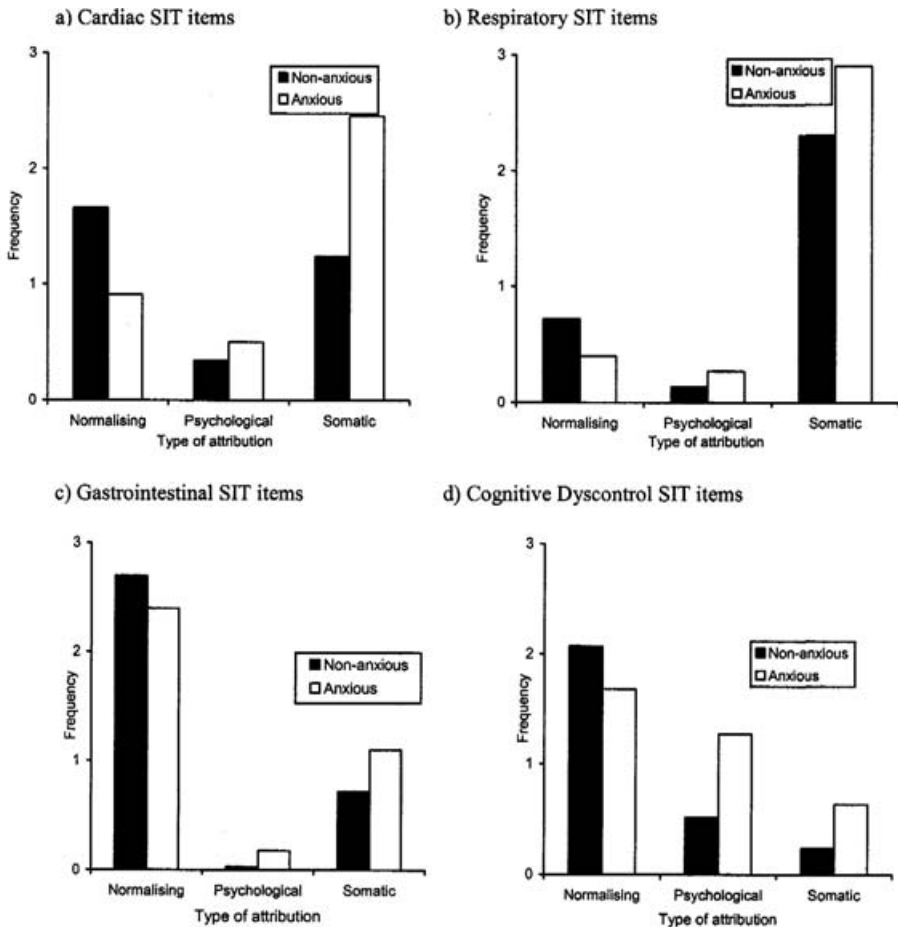 a) Cardiac SIT items
3
2
1
0
Frequency
Non-anxious
Anxious
Normalising Psychological Somatic
Type of attribution
b) Respiratory SIT items
3
2
1
0
Frequency
Non-anxious
Anxious
Normalising Psychological Somatic
Type of attribution
c) Gastrointestinal SIT items
3
2
1
0
Frequency
Non-anxious
Anxious
Normalising Psychological Somatic
Type of attribution
d) Cognitive Dyscontrol SIT items
3
2
1
0
Frequency
Non-anxious
Anxious
Normalising Psychological Somatic
Type of attribution